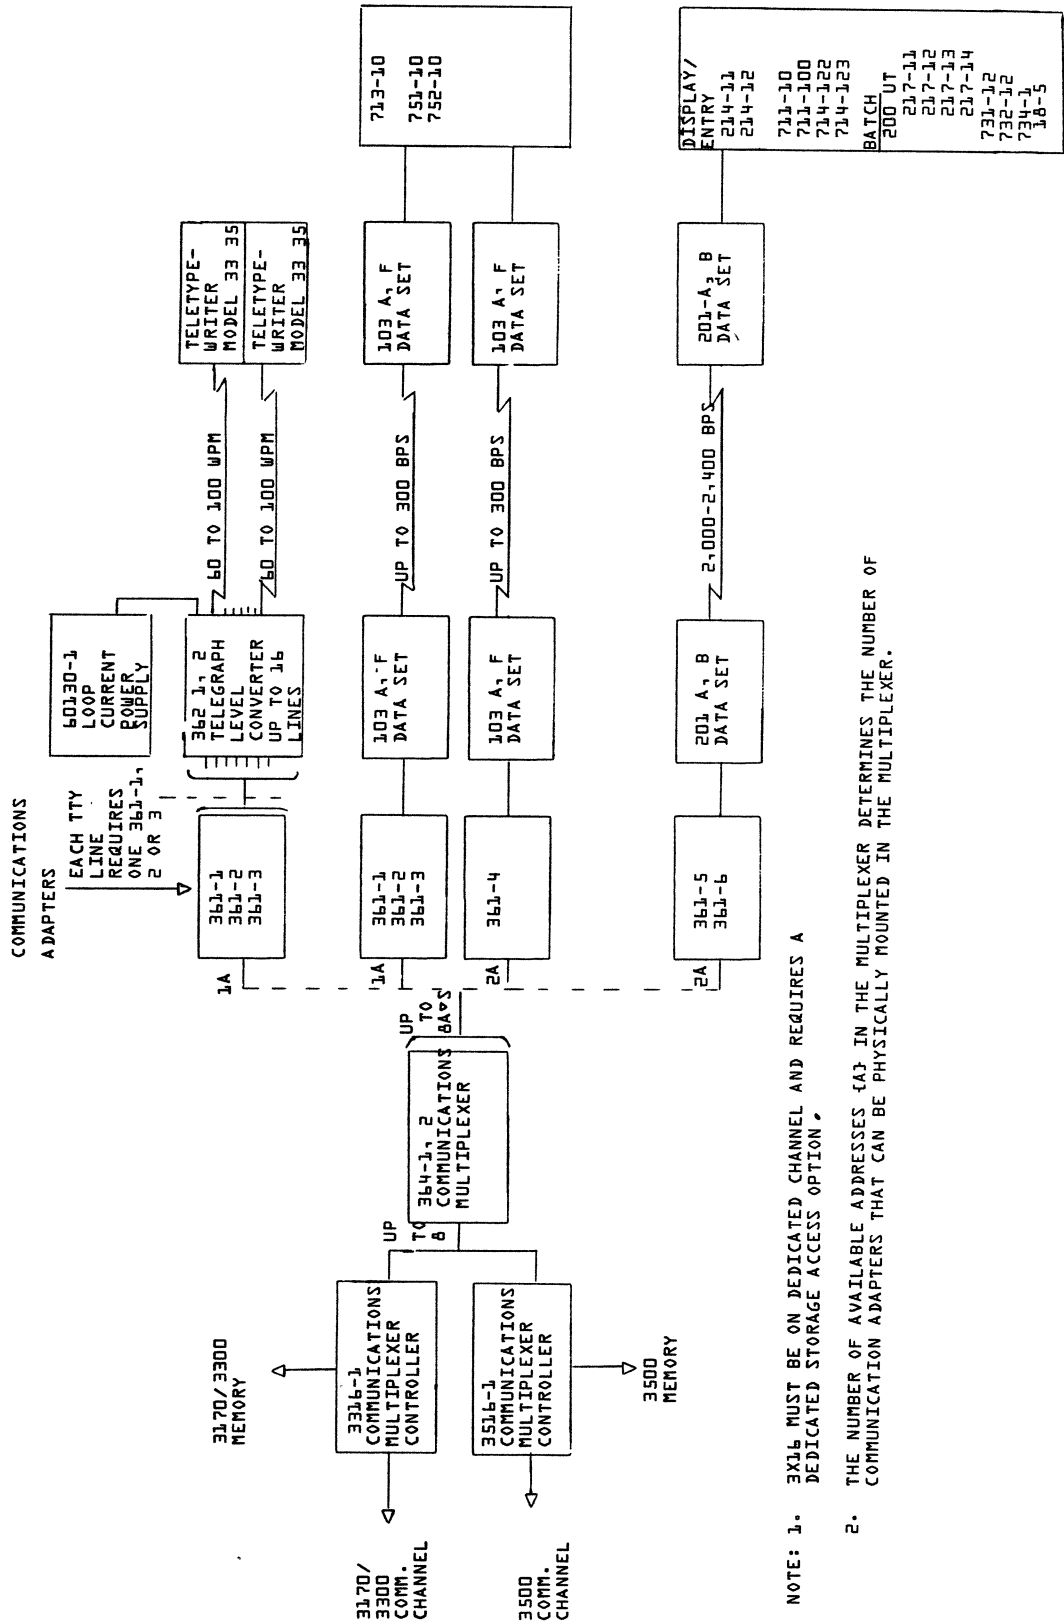 COMMUNICATIONS
ADAPTERS
EACH TTY
LINE
REQUIRES
ONE 361-1,
2 OR 3
60130-1
LOOP
CURRENT
POWER
SUPPLY
3170/3300
MEMORY
3170/
3300
COMM.
CHANNEL
3316-1
COMMUNICATIONS
MULTIPLEXER
CONTROLLER
3500
COMM.
CHANNEL
3516-1
COMMUNICATIONS
MULTIPLEXER
CONTROLLER
3500
MEMORY
UP
TO
8
364-1, 2
COMMUNICATIONS
MULTIPLEXER
UP
TO
8A'S
1A
361-1
361-2
361-3
362 1, 2
TELEGRAPH
LEVEL
CONVERTER
UP TO 16
LINES
60 TO 100 WPM
60 TO 100 WPM
TELETYPE-
WRITER
MODEL 33 35
TELETYPE-
WRITER
MODEL 33 35
1A
361-1
361-2
361-3
103 A, F
DATA SET
UP TO 300 BPS
103 A, F
DATA SET
2A
361-4
103 A, F
DATA SET
UP TO 300 BPS
103 A, F
DATA SET
713-10
751-10
752-10
2A
361-5
361-6
201 A, B
DATA SET
2,000-2,400 BPS
201-A, B
DATA SET
DISPLAY/
ENTRY
214-11
214-12
711-10
711-100
714-122
714-123
BATCH
200 UT
217-11
217-12
217-13
217-14
731-12
732-12
734-1
18-5
NOTE: 1. 3X16 MUST BE ON DEDICATED CHANNEL AND REQUIRES A
DEDICATED STORAGE ACCESS OPTION.
2. THE NUMBER OF AVAILABLE ADDRESSES {A} IN THE MULTIPLEXER DETERMINES THE NUMBER OF
COMMUNICATION ADAPTERS THAT CAN BE PHYSICALLY MOUNTED IN THE MULTIPLEXER.